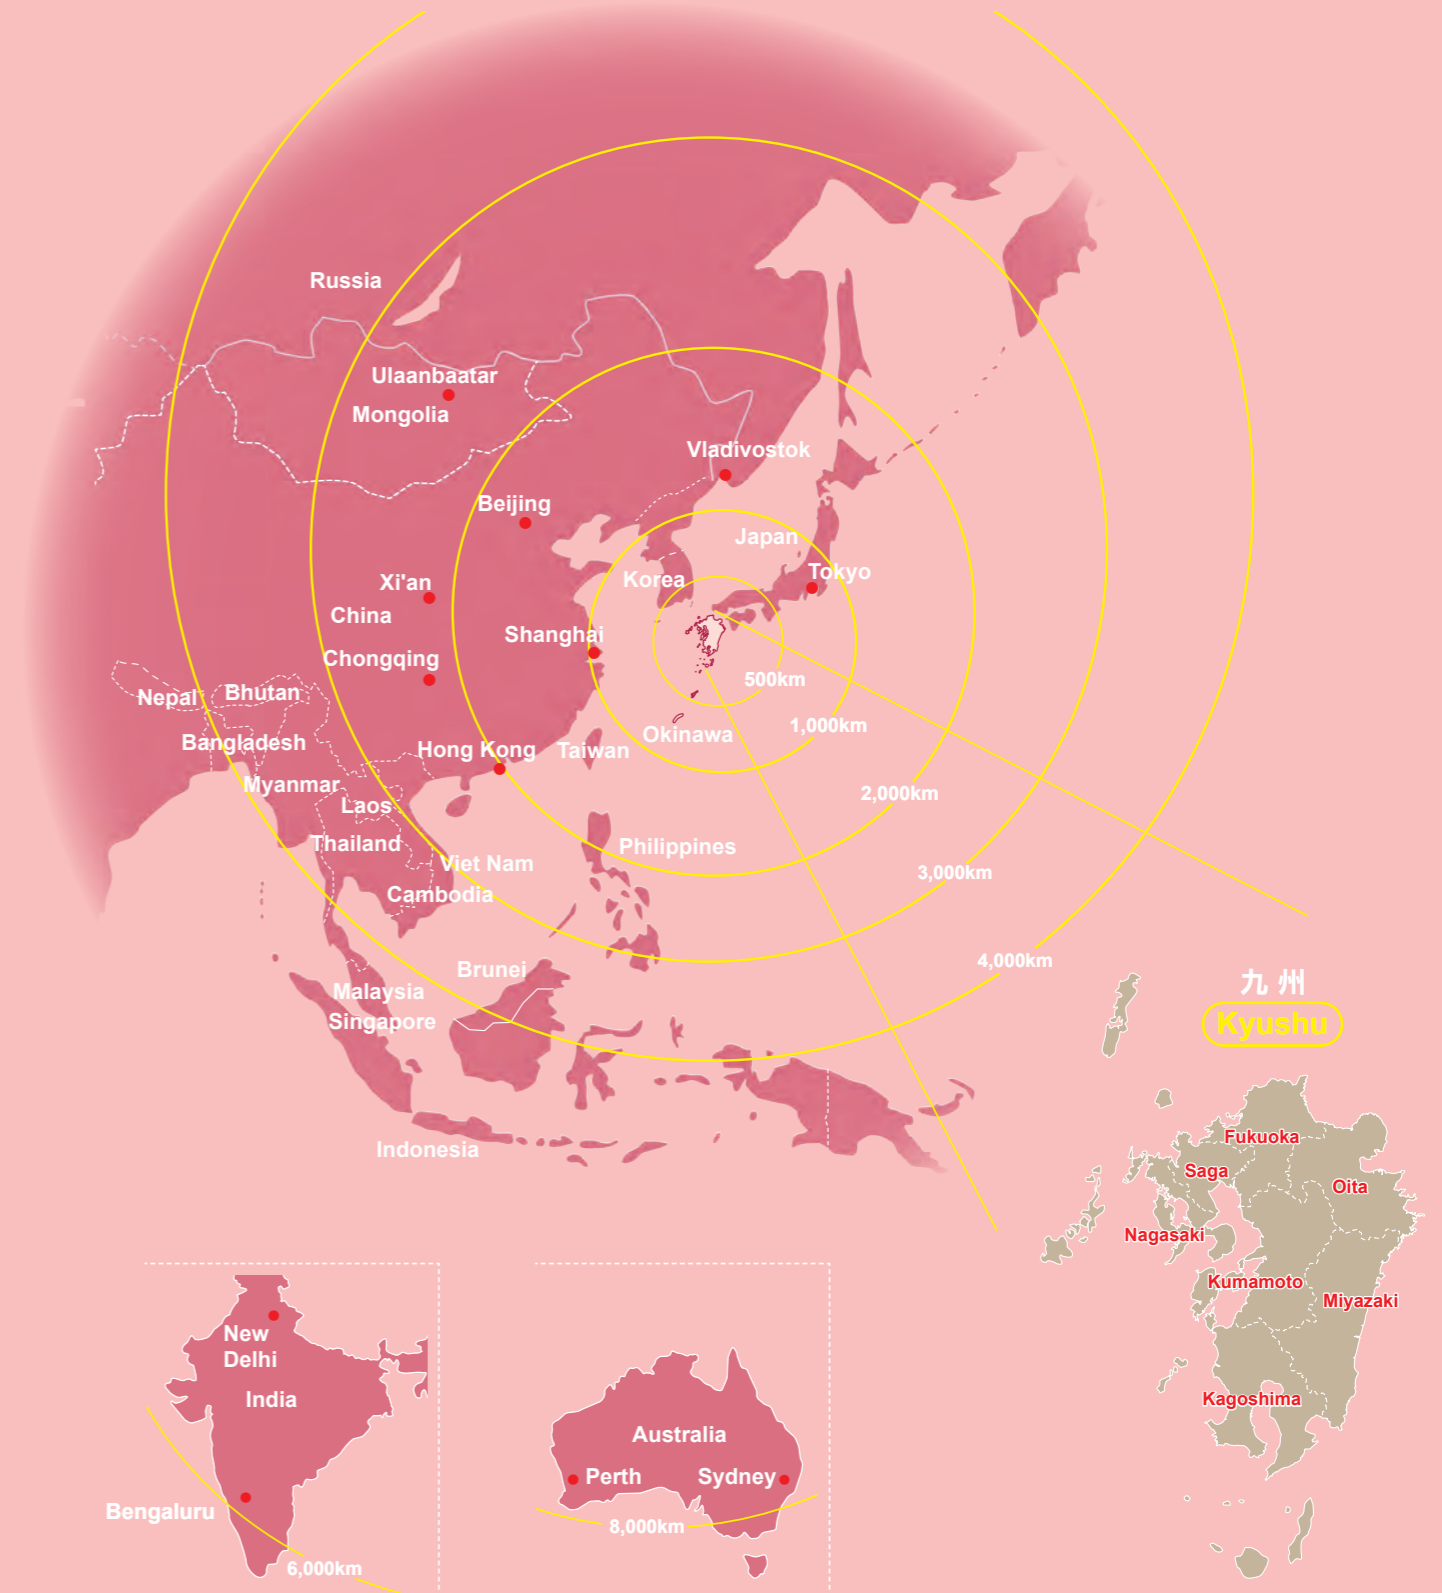 Russia
Ulaanbaatar
Mongolia
Vladivostok
Beijing
Japan
Tokyo
Korea
Xi'an
China
Shanghai
Chongqing
500km
Nepal
Bhutan
1,000km
Okinawa
Bangladesh
Hong Kong
Taiwan
Myanmar
2,000km
Laos
Thailand
Philippines
Viet Nam
3,000km
Cambodia
4,000km
Brunei
Malaysia
Singapore
Indonesia
九州
Kyushu
Fukuoka
Saga
Oita
Nagasaki
Kumamoto
Miyazaki
Kagoshima
New
Delhi
India
Bengaluru
6,000km
Australia
Perth
Sydney
8,000km